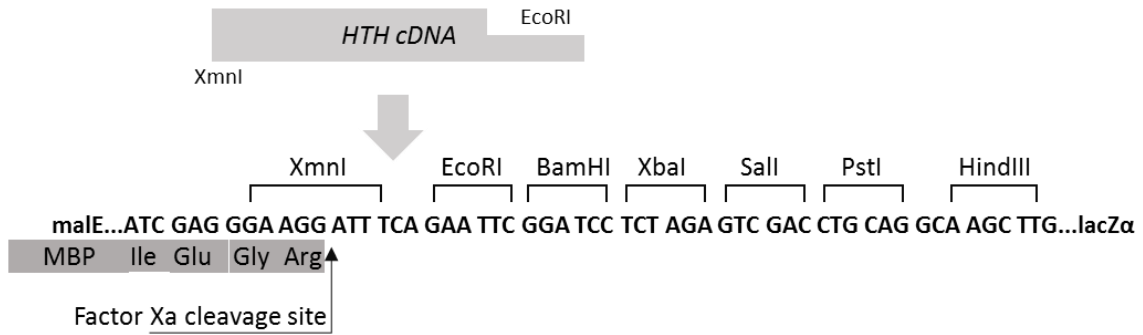 EcoRI
HTH cDNA
XmnI
XmnI EcoRI BamHI XbaI SalI PstI HindIII
malE...ATC GAG GGA AGG ATT TCA GAA TTC GGA TCC TCT AGA GTC GAC CTG CAG GCA AGC TTG...lacZα
MBP Ile Glu Gly Arg
Factor Xa cleavage site